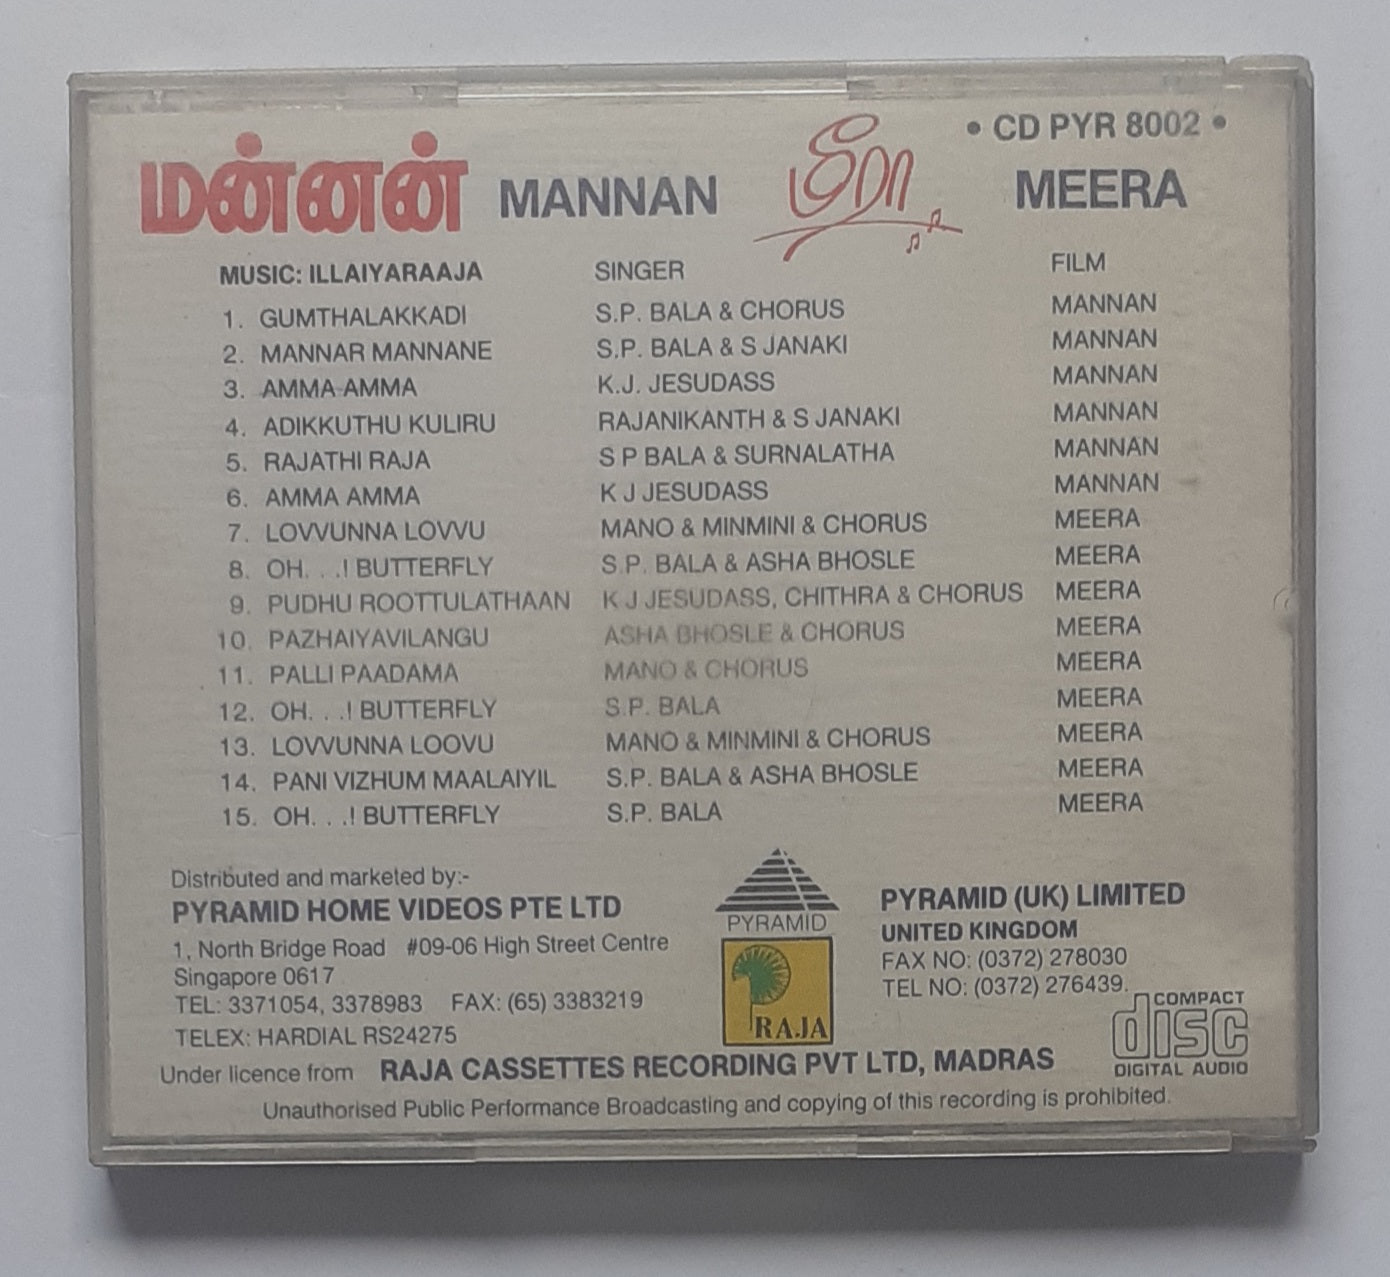 • CD PYR 8002 •
மன்னன் MANNAN மீரா MEERA
MUSIC: ILLAIYARAAJA SINGER FILM
1. GUMTHALAKKADI S.P. BALA & CHORUS MANNAN
2. MANNAR MANNANE S.P. BALA & S JANAKI MANNAN
3. AMMA AMMA K.J. JESUDASS MANNAN
4. ADIKKUTHU KULIRU RAJANIKANTH & S JANAKI MANNAN
5. RAJATHI RAJA S P BALA & SURNALATHA MANNAN
6. AMMA AMMA K J JESUDASS MANNAN
7. LOVVUNNA LOVVU MANO & MINMINI & CHORUS MEERA
8. OH. . .! BUTTERFLY S.P. BALA & ASHA BHOSLE MEERA
9. PUDHU ROOTTULATHAAN K J JESUDASS, CHITHRA & CHORUS MEERA
10. PAZHAIYAVILANGU ASHA BHOSLE & CHORUS MEERA
11. PALLI PAADAMA MANO & CHORUS MEERA
12. OH. . .! BUTTERFLY S.P. BALA MEERA
13. LOVVUNNA LOOVU MANO & MINMINI & CHORUS MEERA
14. PANI VIZHUM MAALAIYIL S.P. BALA & ASHA BHOSLE MEERA
15. OH. . .! BUTTERFLY S.P. BALA MEERA
Distributed and marketed by:-
PYRAMID HOME VIDEOS PTE LTD
1, North Bridge Road #09-06 High Street Centre
Singapore 0617
TEL: 3371054, 3378983 FAX: (65) 3383219
TELEX: HARDIAL RS24275
PYRAMID
RAJA
PYRAMID (UK) LIMITED
UNITED KINGDOM
FAX NO: (0372) 278030
TEL NO: (0372) 276439.
COMPACT
disc
DIGITAL AUDIO
Under licence from RAJA CASSETTES RECORDING PVT LTD, MADRAS
Unauthorised Public Performance Broadcasting and copying of this recording is prohibited.